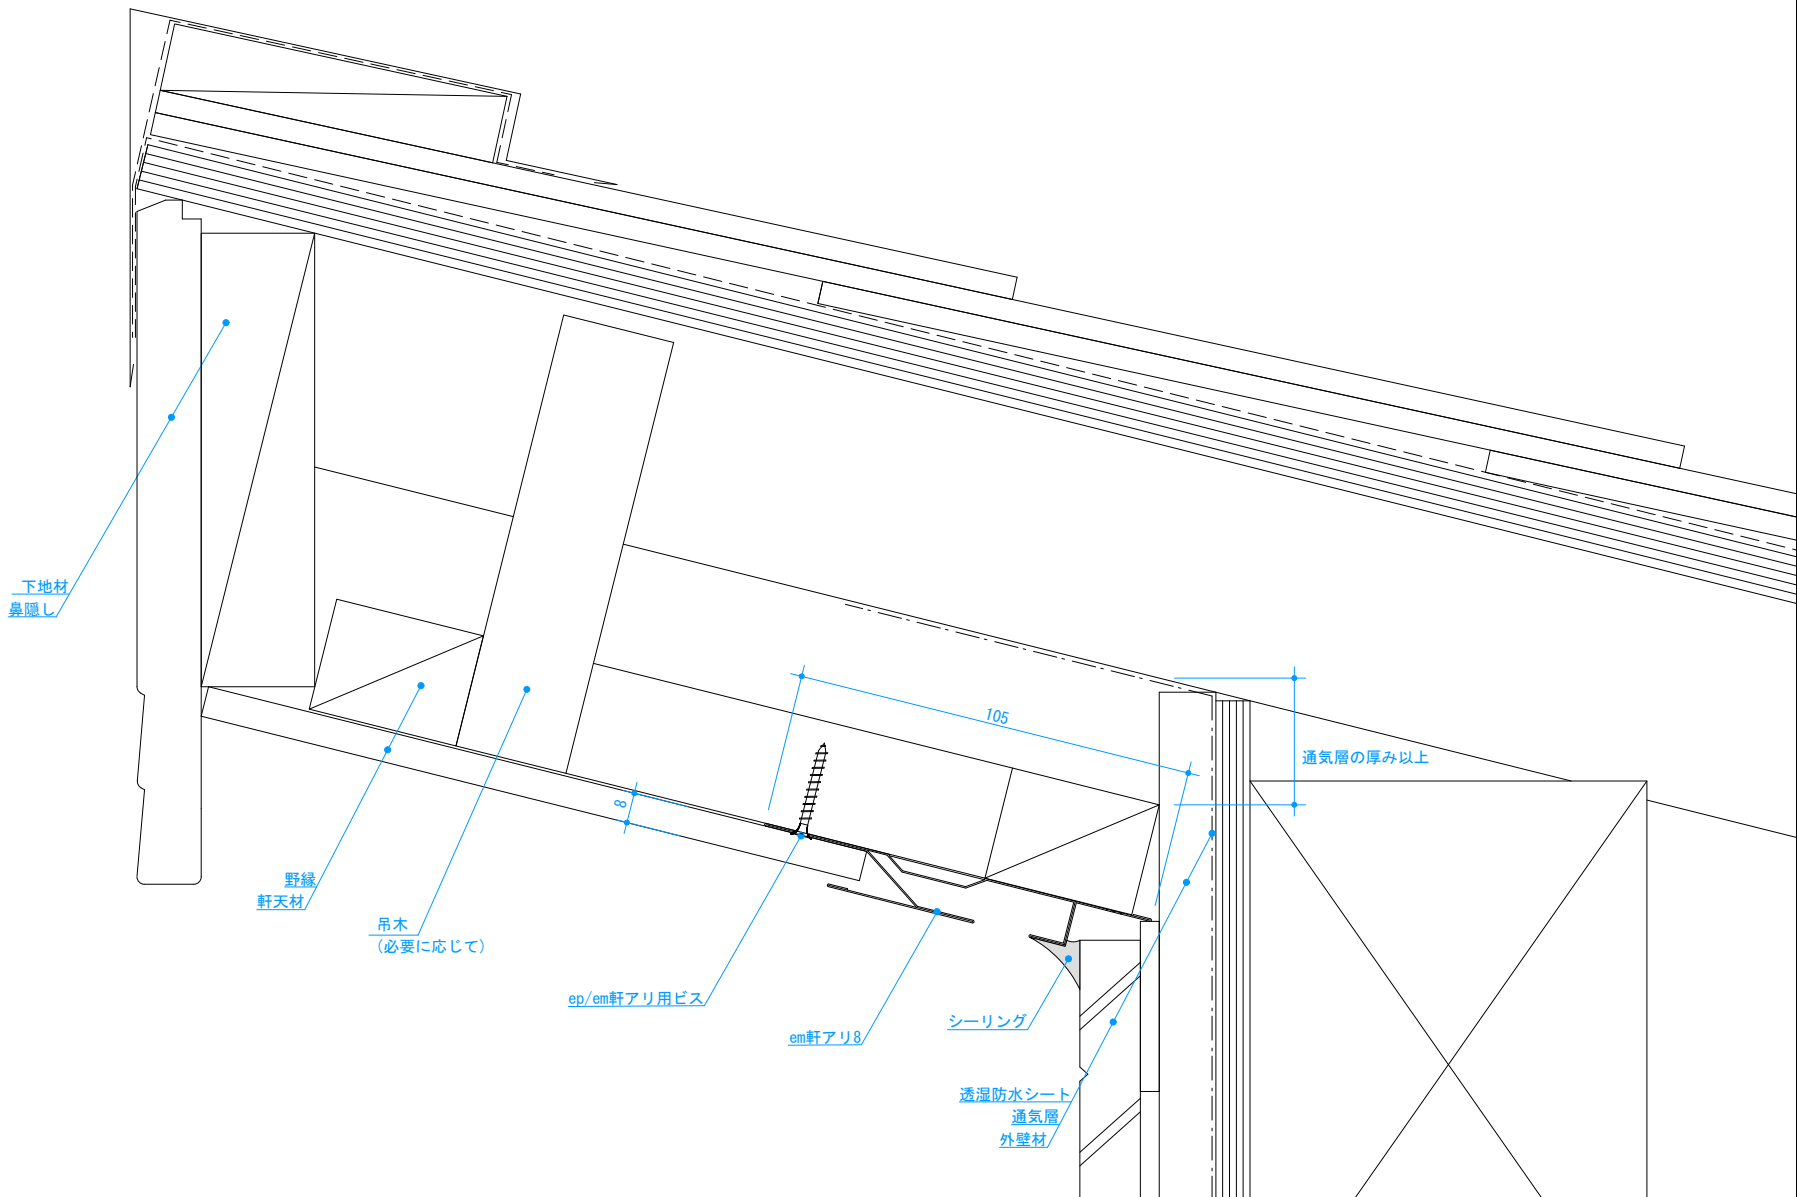 105
通気層の厚み以上
8
下地材
鼻隠し
野縁
軒天材
吊木
(必要に応じて)
ep/em軒アリ用ビス
em軒アリ8
シーリング
透湿防水シート
通気層
外壁材